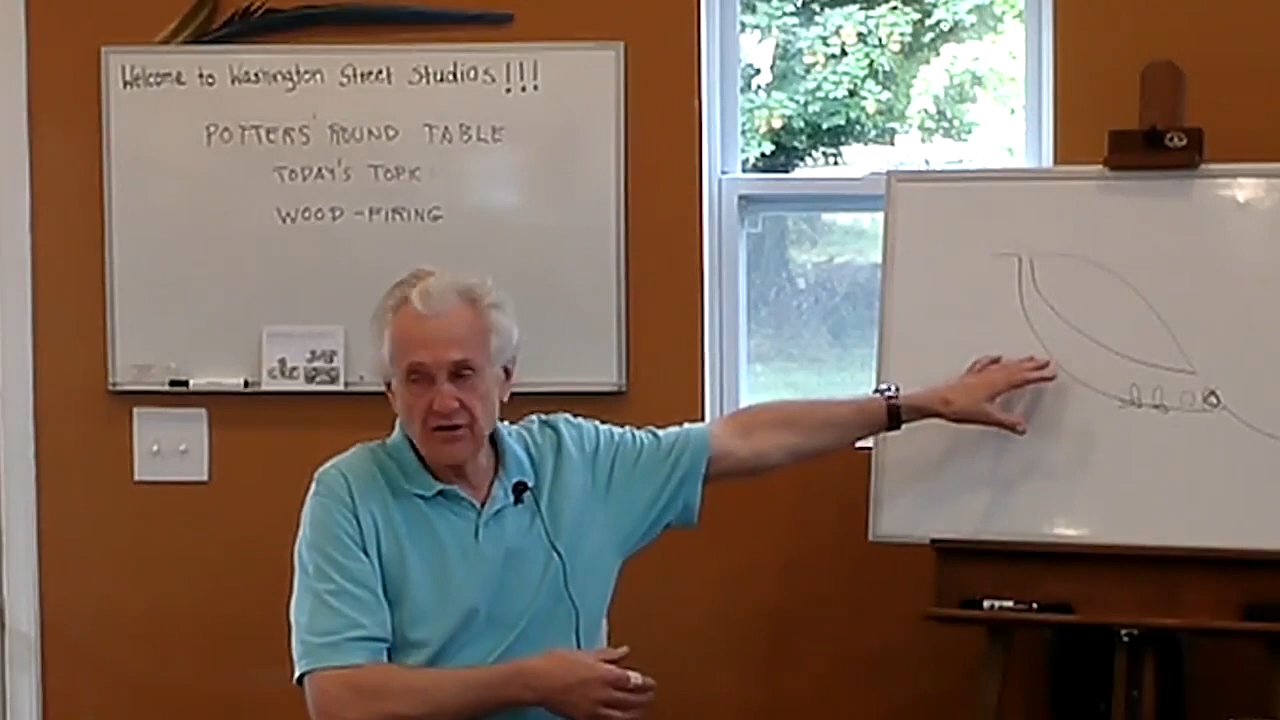 Welcome to Washington Street Studios!!!
POTTERS' ROUND TABLE
TODAY'S TOPIC
WOOD-FIRING